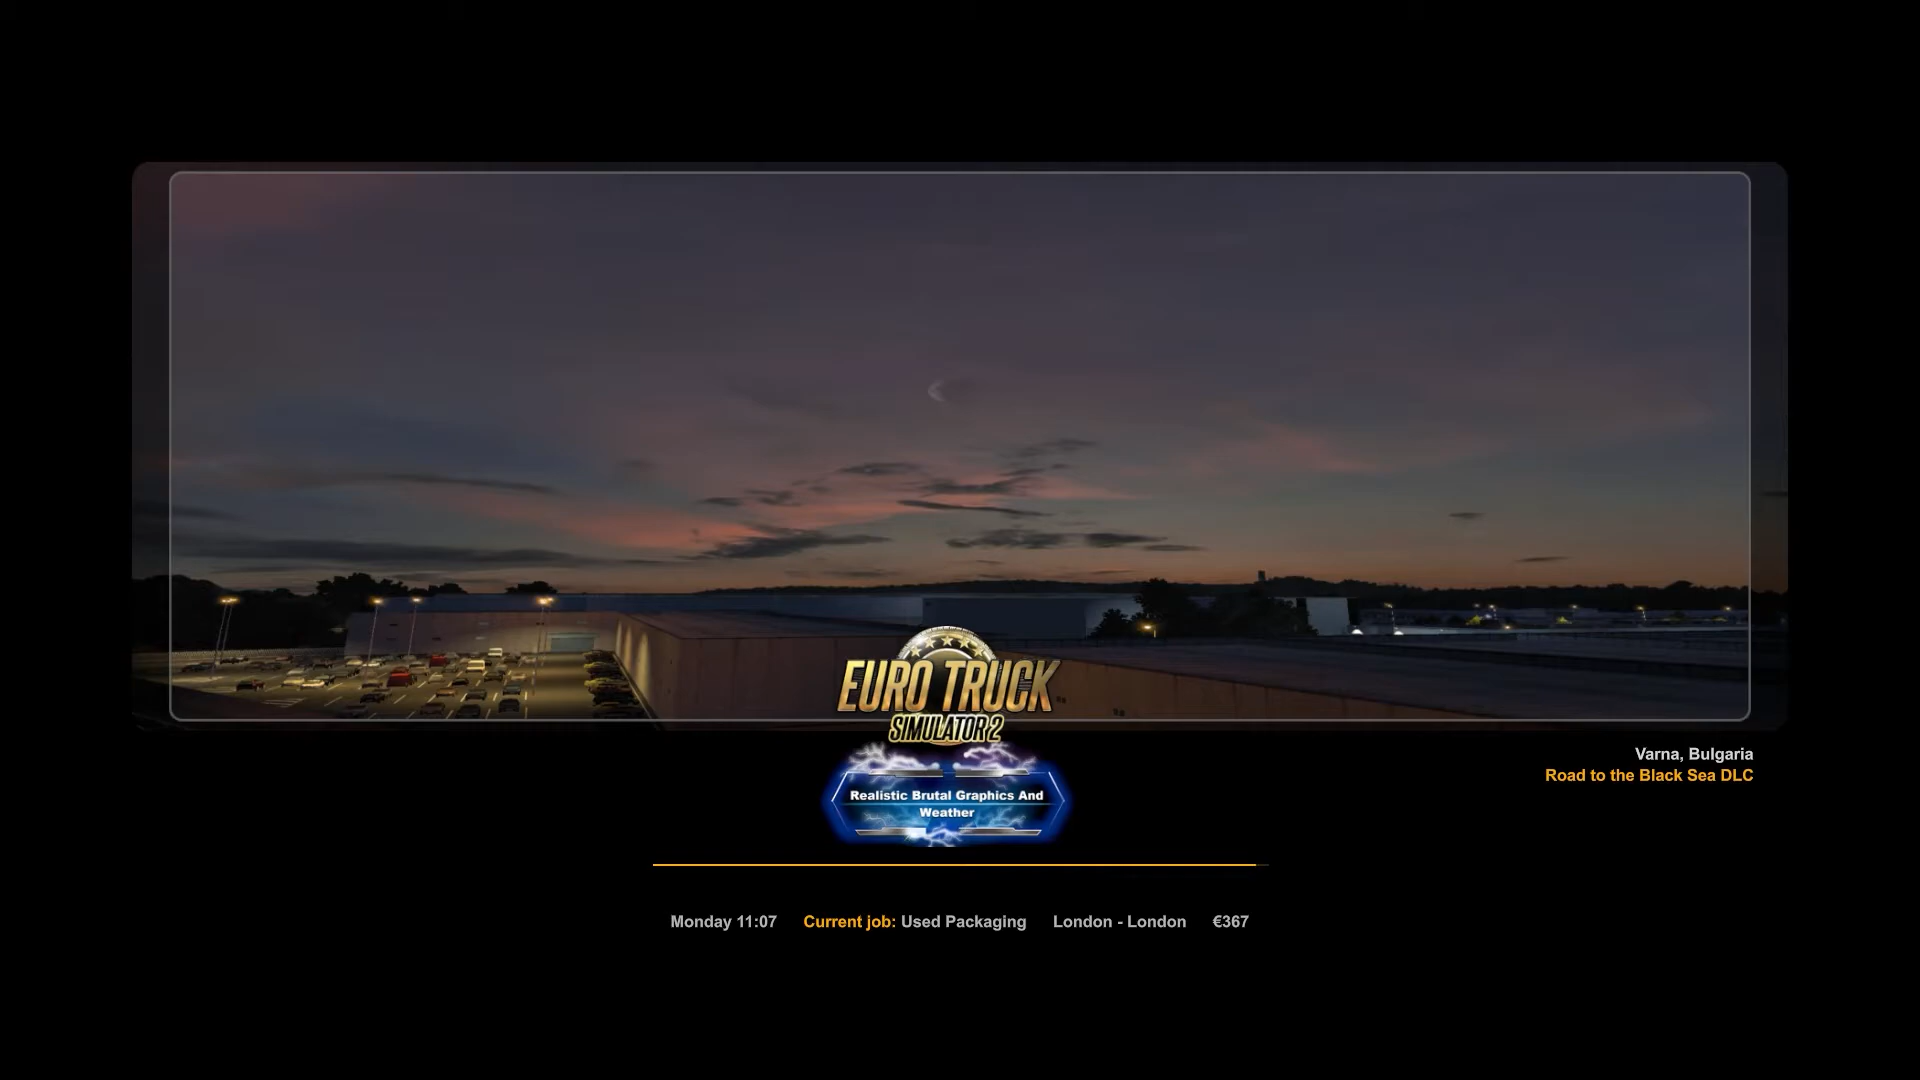 EURO TRUCK
SIMULATOR 2
Varna, Bulgaria
Road to the Black Sea DLC
Realistic Brutal Graphics And
Weather
Monday 11:07 Current job: Used Packaging London - London €367